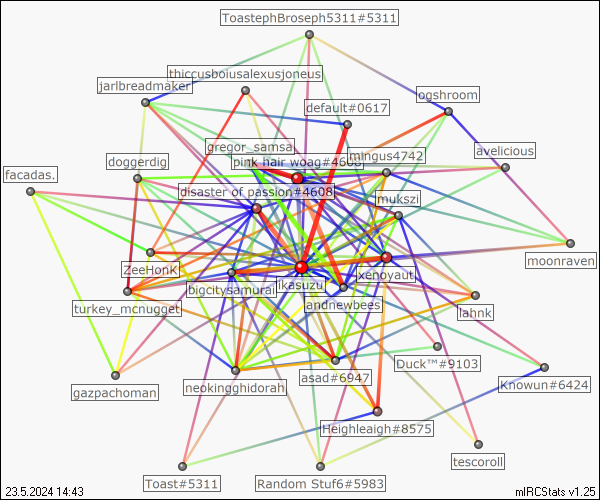 ToastephBroseph5311#5311
thiccusboiusalexusjoneus
jarlbreadmaker
ogshroom
default#0617
gregor_samsa
avelicious
mingus4742
doggerdig
pink hair woag#4608
facadas.
disaster of passion#4608
mukszi
moonraven
ZeeHonk
xenoyaut
bigcitysamurai
ikasuzu
andnewbees
turkey_mcnugget
lahnk
Duck™#9103
asad#6947
Knowun#6424
neokingghidorah
gazpachoman
Heighleaigh#8575
tescoroll
Toast#5311
Random Stuf6#5983
23.5.2024 14:43
mIRCStats v1.25